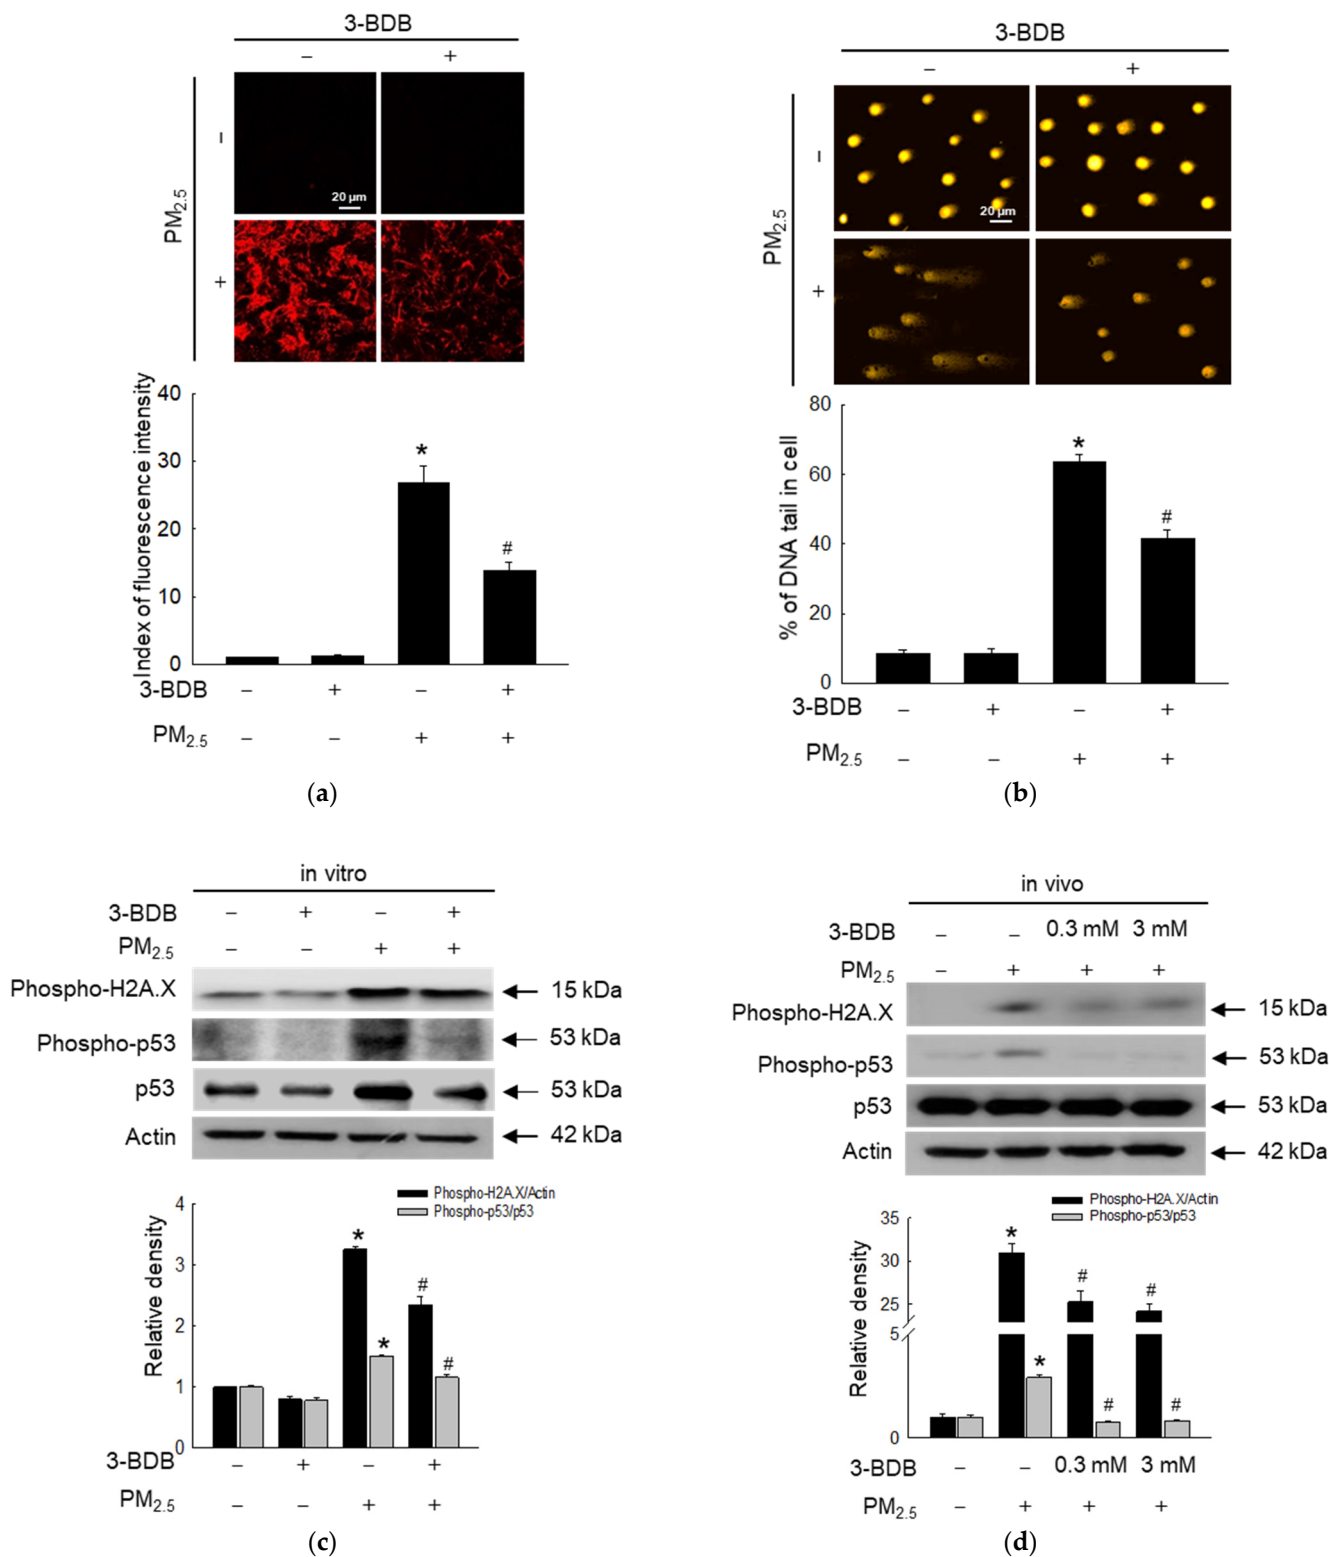 3-BDB
– +
PM2.5
–
20 µm
+
Index of fluorescence intensity
40
30
20
10
0
3-BDB – + – +
PM2.5 – – + +
(a)
3-BDB
– +
PM2.5
–
20 µm
+
% of DNA tail in cell
80
60
40
20
0
*
#
3-BDB – + – +
PM2.5 – – + +
(b)
in vitro
3-BDB – + – +
PM2.5 – – + +
Phospho-H2A.X 15 kDa
Phospho-p53 53 kDa
p53 53 kDa
Actin 42 kDa
Phospho-H2A.X/Actin
Phospho-p53/p53
Relative density
4
3
2
1
0
*
*
#
#
3-BDB – + – +
PM2.5 – – + +
(c)
in vivo
3-BDB – – 0.3 mM 3 mM
PM2.5 – + + +
Phospho-H2A.X 15 kDa
Phospho-p53 53 kDa
p53 53 kDa
Actin 42 kDa
Phospho-H2A.X/Actin
Phospho-p53/p53
Relative density
35
30
25
5
0
*
*
#
#
#
#
3-BDB – – 0.3 mM 3 mM
PM2.5 – + + +
(d)